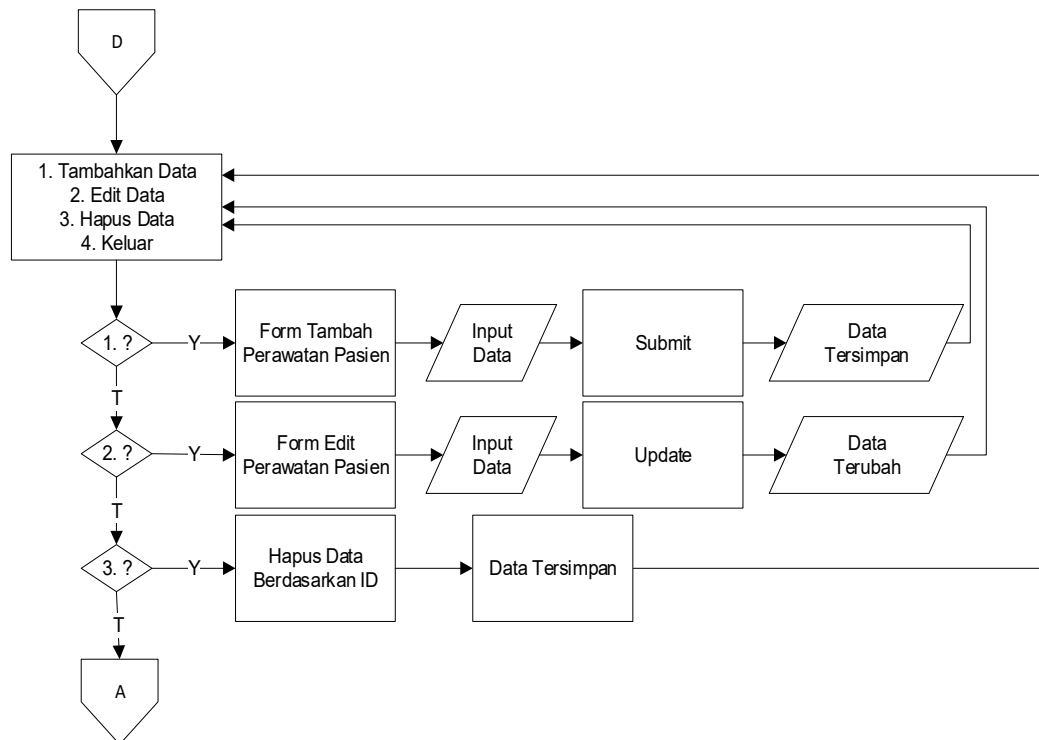 D
1. Tambahkan Data
2. Edit Data
3. Hapus Data
4. Keluar
1. ?
Y
Form Tambah
Perawatan Pasien
Input
Data
Submit
Data
Tersimpan
T
2. ?
Y
Form Edit
Perawatan Pasien
Input
Data
Update
Data
Terubah
T
3. ?
Y
Hapus Data
Berdasarkan ID
Data Tersimpan
T
A